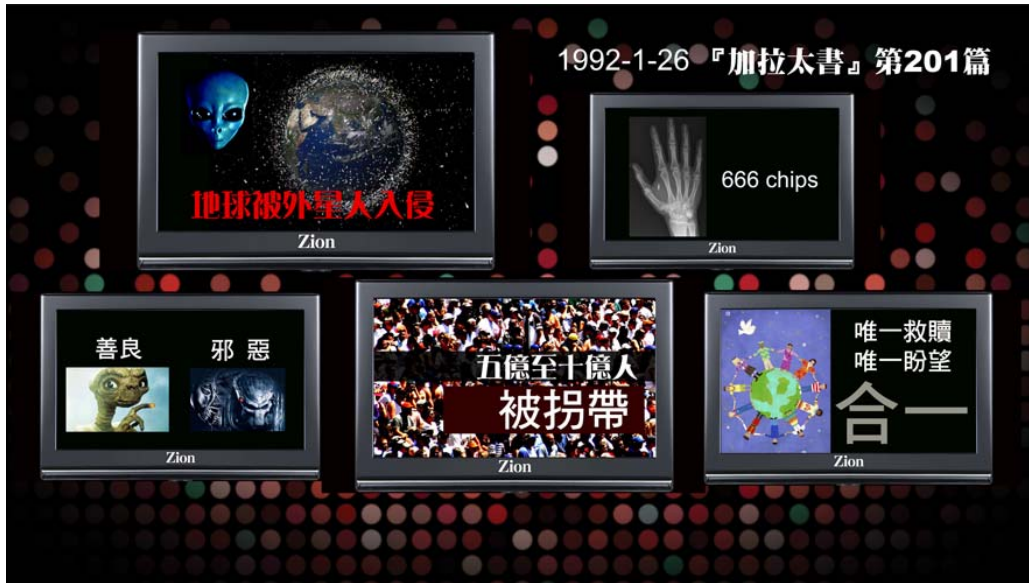 1992-1-26『加拉太書』第201篇
地球被外星人入侵
Zion
666 chips
Zion
善良 邪 惡
Zion
五億至十億人
被拐帶
Zion
唯一救贖
唯一盼望
合一
Zion